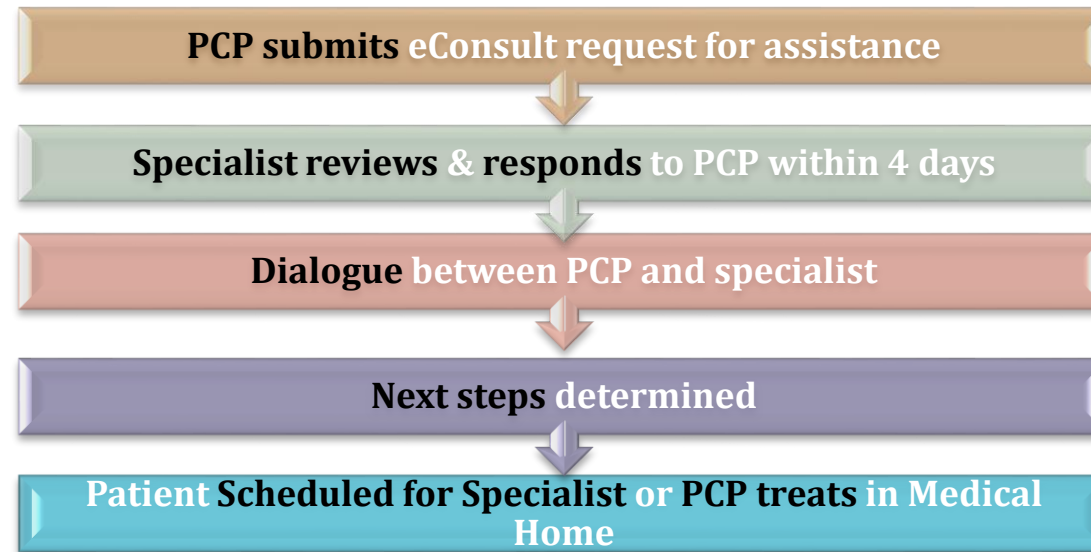 PCP submits eConsult request for assistance
Specialist reviews & responds to PCP within 4 days
Dialogue between PCP and specialist
Next steps determined
Patient Scheduled for Specialist or PCP treats in Medical
Home